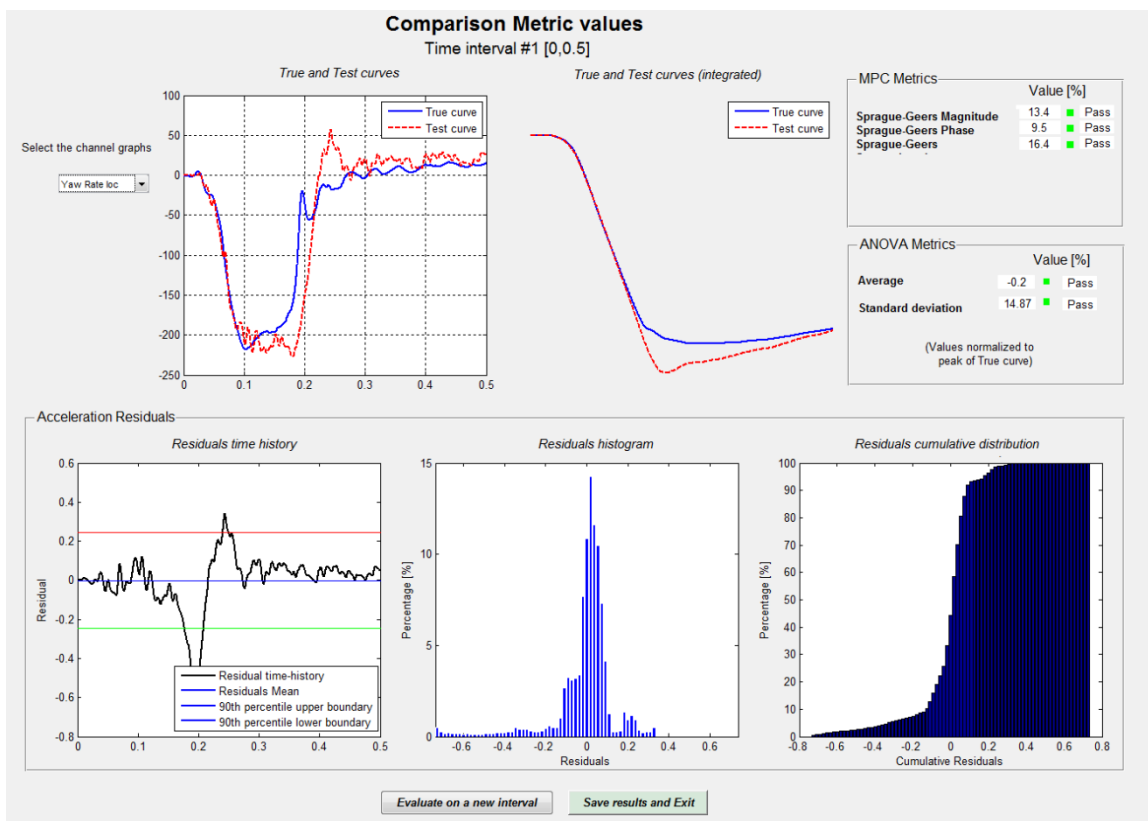 Comparison Metric values
Time interval #1 [0,0.5]
True and Test curves
True and Test curves (integrated)
Select the channel graphs
Yaw Rate loc
100
50
0
-50
-100
-150
-200
-250
0 0.1 0.2 0.3 0.4 0.5
True curve
Test curve
True curve
Test curve
MPC Metrics
Value [%]
Sprague-Geers Magnitude 13.4 Pass
Sprague-Geers Phase 9.5 Pass
Sprague-Geers 16.4 Pass
ANOVA Metrics
Value [%]
Average -0.2 Pass
Standard deviation 14.87 Pass
(Values normalized to
peak of True curve)
Acceleration Residuals
Residuals time history
0.6
0.4
0.2
0
-0.2
-0.4
-0.6
-0.8
Residual
0 0.1 0.2 0.3 0.4 0.5
Residual time-history
Residuals Mean
90th percentile upper boundary
90th percentile lower boundary
Residuals histogram
15
10
5
0
Percentage [%]
-0.6 -0.4 -0.2 0 0.2 0.4 0.6
Residuals
Residuals cumulative distribution
100
90
80
70
60
50
40
30
20
10
0
Percentage [%]
-0.8 -0.6 -0.4 -0.2 0 0.2 0.4 0.6 0.8
Cumulative Residuals
Evaluate on a new interval
Save results and Exit